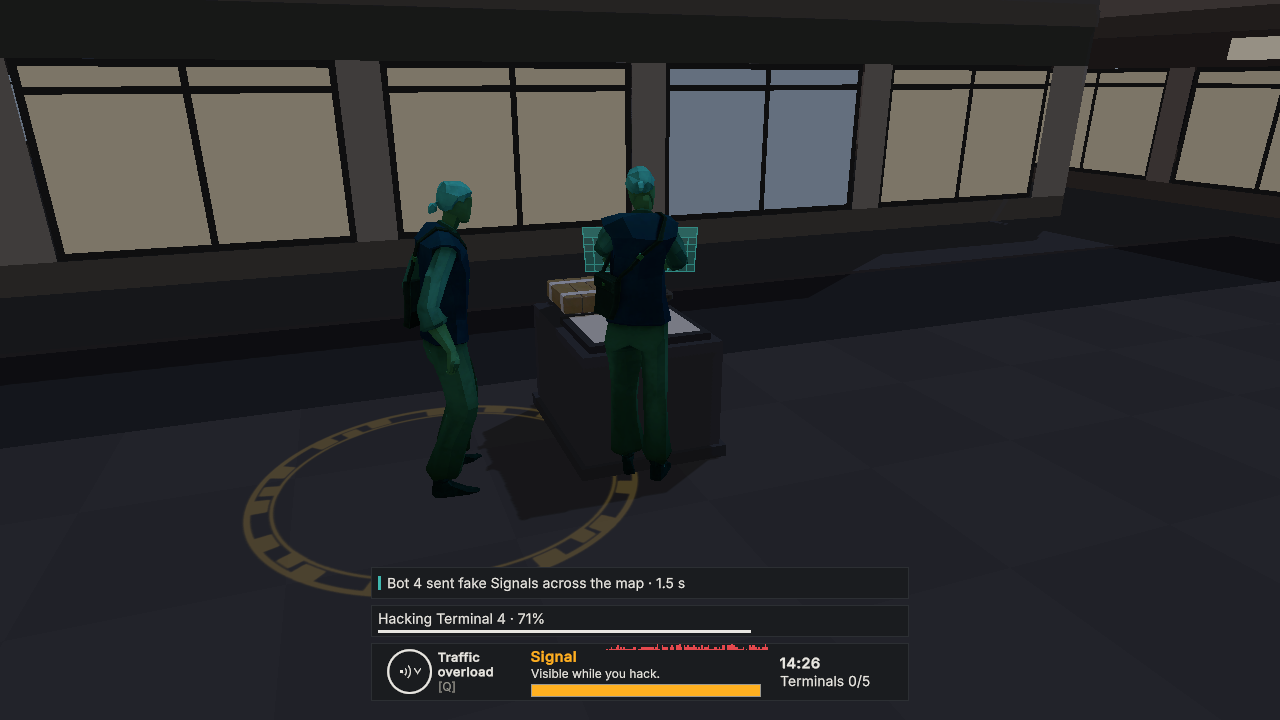 Bot 4 sent fake Signals across the map · 1.5 s
Hacking Terminal 4 · 71%
Traffic
overload
[Q]
Signal
Visible while you hack.
14:26
Terminals 0/5